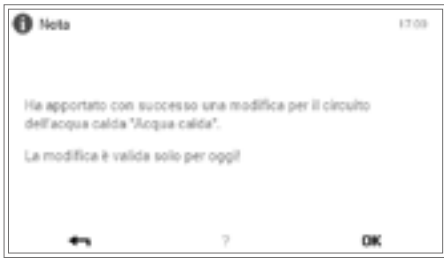 Nota 17:09
Ha apportato con successo una modifica per il circuito
dell'acqua calda "Acqua calda".
La modifica è valida solo per oggi!
? OK